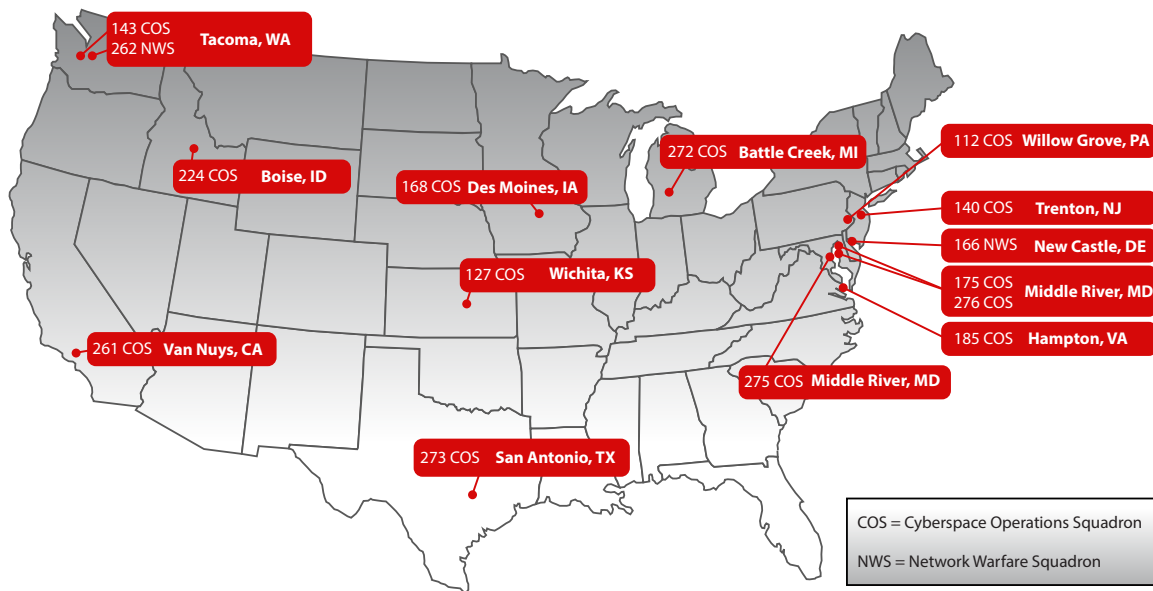 143 COS
262 NWS
Tacoma, WA
224 COS Boise, ID
168 COS Des Moines, IA
272 COS Battle Creek, MI
112 COS Willow Grove, PA
140 COS Trenton, NJ
166 NWS New Castle, DE
175 COS
276 COS
Middle River, MD
185 COS Hampton, VA
127 COS Wichita, KS
261 COS Van Nuys, CA
275 COS Middle River, MD
273 COS San Antonio, TX
COS = Cyberspace Operations Squadron
NWS = Network Warfare Squadron